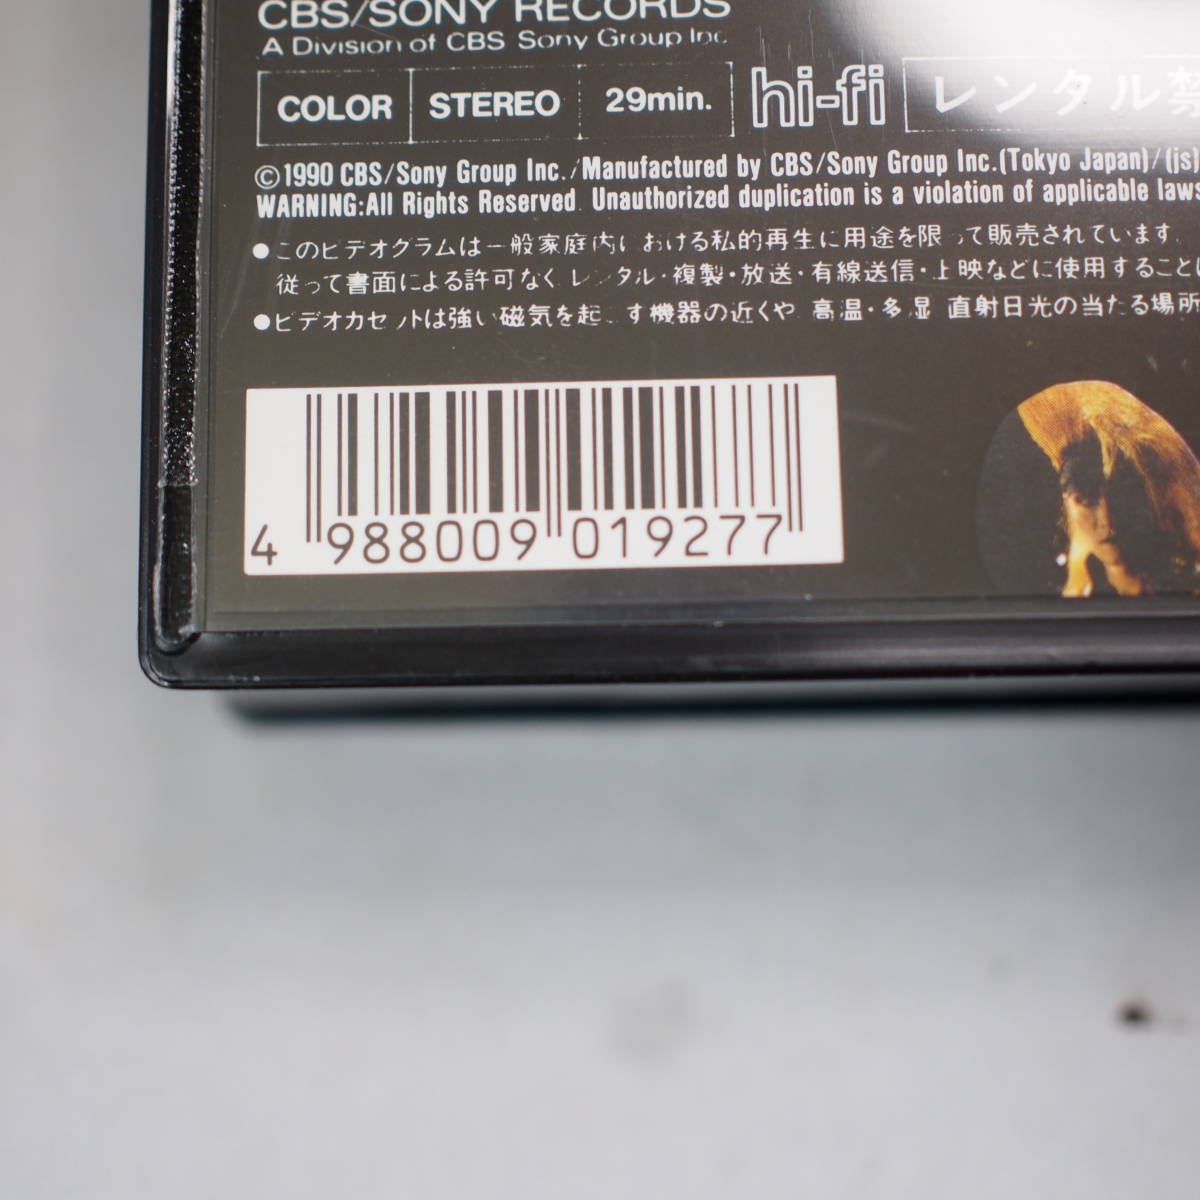 CBS/SONY RECORDS
A Division of CBS Sony Group Inc.
COLOR STEREO 29min. hi-fi レンタル禁
©1990 CBS/Sony Group Inc./Manufactured by CBS/Sony Group Inc.(Tokyo Japan)/(js)
WARNING:All Rights Reserved. Unauthorized duplication is a violation of applicable laws
●このビデオグラムは一般家庭内における私的再生に用途を限って販売されています。
従って書面による許可なく レンタル・複製・放送・有線送信・上映などに使用することは
●ビデオカセットは強い磁気を起こす機器の近くや 高温・多湿 直射日光の当たる場所
4 988009 019277